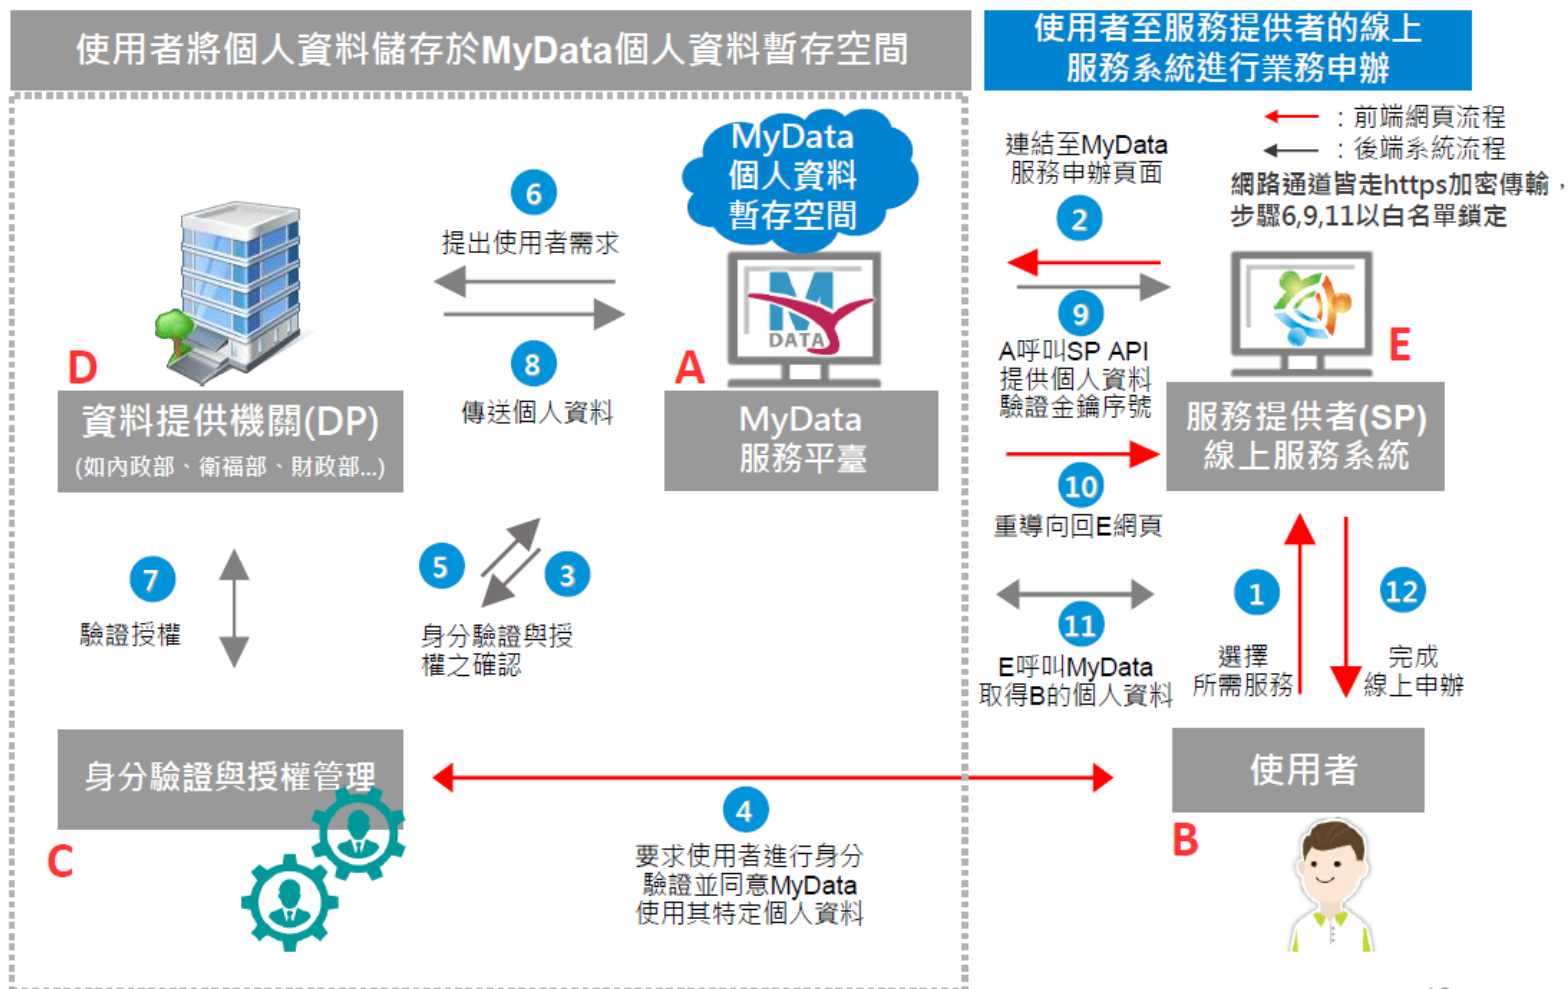 使用者將個人資料儲存於MyData個人資料暫存空間
使用者至服務提供者的線上
服務系統進行業務申辦
：前端網頁流程
：後端系統流程
網路通道皆走https加密傳輸，
步驟6,9,11以白名單鎖定
MyData
個人資料
暫存空間
連結至MyData
服務申辦頁面
2
6
提出使用者需求
8
傳送個人資料
M
DATA
9
A呼叫SP API
提供個人資料
驗證金鑰序號
10
重導向回E網頁
D
資料提供機關(DP)
(如內政部、衛福部、財政部...)
A
MyData
服務平臺
E
服務提供者(SP)
線上服務系統
7
驗證授權
5
3
身分驗證與授
權之確認
11
E呼叫MyData
取得B的個人資料
1
選擇
所需服務
12
完成
線上申辦
身分驗證與授權管理
C
4
要求使用者進行身分
驗證並同意MyData
使用其特定個人資料
使用者
B